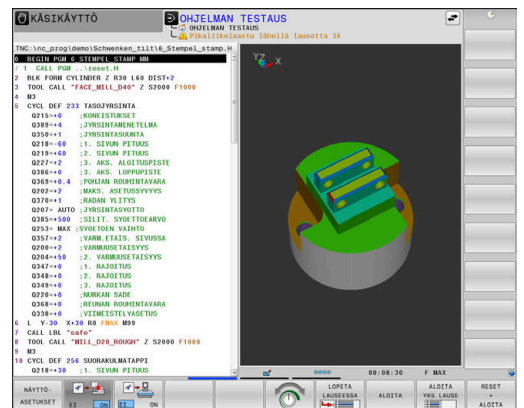 KÄSIKÄYTTÖ
OHJELMAN TESTAUS
OHJELMAN TESTAUS
Pikaliikelaastu lähellä lausetta 36
TNC:\nc_prog\demo\Schwenken_tilt\6_Stempel_stamp.H
0 BEGIN PGM 6_STEMPEL_STAMP MM
/ 1 CALL PGM ..\reset.H
2 BLK FORM CYLINDER Z R30 L60 DIST+2
3 TOOL CALL "FACE_MILL_D40" Z S2000 F1000
4 M3
5 CYCL DEF 233 TASOJYRSINTA
Q215=+0 ;KONEISTUKSET
Q389=+4 ;JYRSINTAMENETELMA
Q350=+1 ;JYRSINTASUUNTA
Q218=-60 ;1. SIVUN PITUUS
Q219=+60 ;2. SIVUN PITUUS
Q227=+2 ;3. AKS. ALOITUSPISTE
Q386=+0 ;3. AKS. LOPPUPISTE
Q369=+0.4 ;POHJAN ROUHINTAVARA
Q202=+2 ;MAKS. ASETUSSYVYYS
Q370=+1 ;RADAN YLITYS
Q207= AUTO ;JYRSINTASYOTTO
Q385=+500 ;SILIT. SYOETTOEARVO
Q253= MAX ;SYOETOEN VAIHTO
Q357=+2 ;VARM.ETAIS. SIVUSSA
Q200=+2 ;VARMUUSETAISYYS
Q204=+50 ;2. VARMUUSETAISYYS
Q347=+0 ;1. RAJOITUS
Q348=+0 ;2. RAJOITUS
Q349=+0 ;3. RAJOITUS
Q220=+0 ;NURKAN SADE
Q368=+0 ;REUNAN ROUHINTAVARA
Q338=+0 ;VIIMEISTELYASETUS
6 L Y-30 X+30 R0 FMAX M99
7 CALL LBL "safe"
8 TOOL CALL "MILL_D20_ROUGH" Z S2000 F1000
9 M3
10 CYCL DEF 256 SUORAKULMATAPPI
Q218=+30 ;1. SIVUN PITUUS
YZ X
0000 00:08:30 F MAX
NÄYTTÖ-
ASETUKSET
EI ON
EI ON
LOPETA
LAUSEESSA
ALOITA
ALOITA
YKS. LAUSE
RESET
+
ALOITA